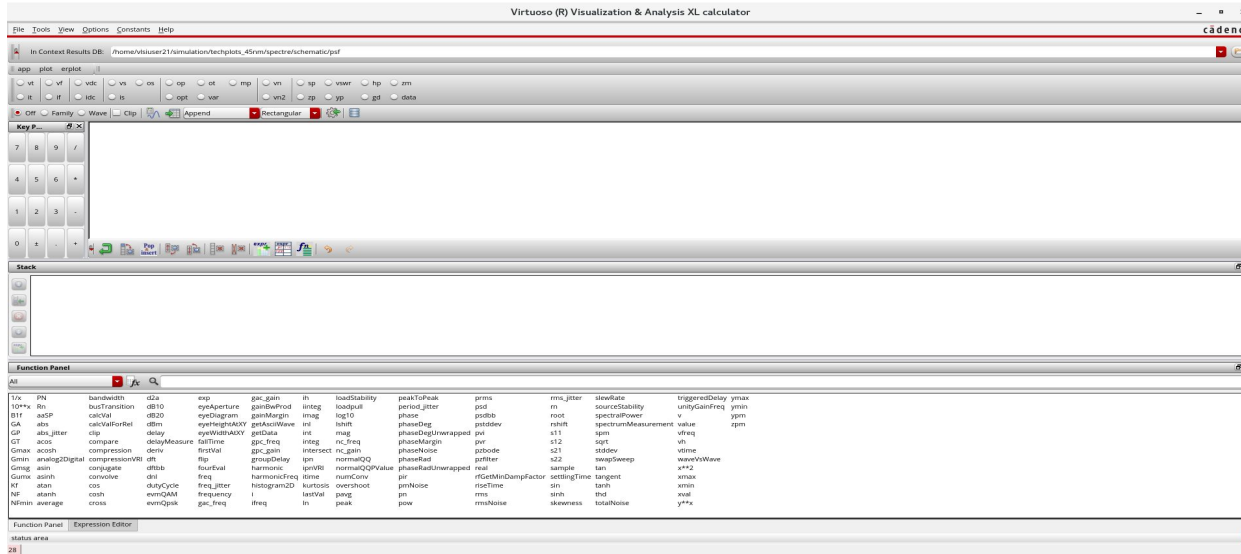 Virtuoso (R) Visualization & Analysis XL calculator
File Tools View Options Constants Help
cādenc
In Context Results DB: /home/vlsiuser21/simulation/techplots_45nm/spectre/schematic/psf
app plot erplot
vt vf vdc vs os op ot mp vn sp vswr hp zm
it if idc is opt var vn2 zp yp gd data
Off Family Wave Clip Append Rectangular
Key P...
7 8 9 /
4 5 6 *
1 2 3 -
0 ± . +
Pop insert expr expr fn
Stack
Function Panel
All fx
1/x PN bandwidth d2a exp gac_gain ih loadStability peakToPeak prms rms_jitter slewRate triggeredDelay ymax
10**x Rn busTransition dB10 eyeAperture gainBwProd iinteg loadpull period_jitter psd rn sourceStability unityGainFreq ymin
B1f aaSP calcVal dB20 eyeDiagram gainMargin imag log10 phase psdbb root spectralPower v ypm
GA abs calcValForRel dBm eyeHeightAtXY getAsciiWave inl lshift phaseDeg pstddev rshift spectrumMeasurement value zpm
GP abs_jitter clip delay eyeWidthAtXY getData int mag phaseDegUnwrapped pvi s11 spm vfreq
GT acos compare delayMeasure fallTime gpc_freq integ nc_freq phaseMargin pvr s12 sqrt vh
Gmax acosh compression deriv firstVal gpc_gain intersect nc_gain phaseNoise pzbode s21 stddev vtime
Gmin analog2Digital compressionVRI dft flip groupDelay ipn normalQQ phaseRad pzfilter s22 swapSweep waveVsWave
Gmsg asin conjugate dftbb fourEval harmonic ipnVRI normalQQPValue phaseRadUnwrapped real sample tan x**2
Gumx asinh convolve dnl freq harmonicFreq itime numConv pir rfGetMinDampFactor settlingTime tangent xmax
Kf atan cos dutyCycle freq_jitter histogram2D kurtosis overshoot pmNoise riseTime sin tanh xmin
NF atanh cosh evmQAM frequency i lastVal pavg pn rms sinh thd xval
NFmin average cross evmQpsk gac_freq ifreq ln peak pow rmsNoise skewness totalNoise y**x
Function Panel Expression Editor
status area
28